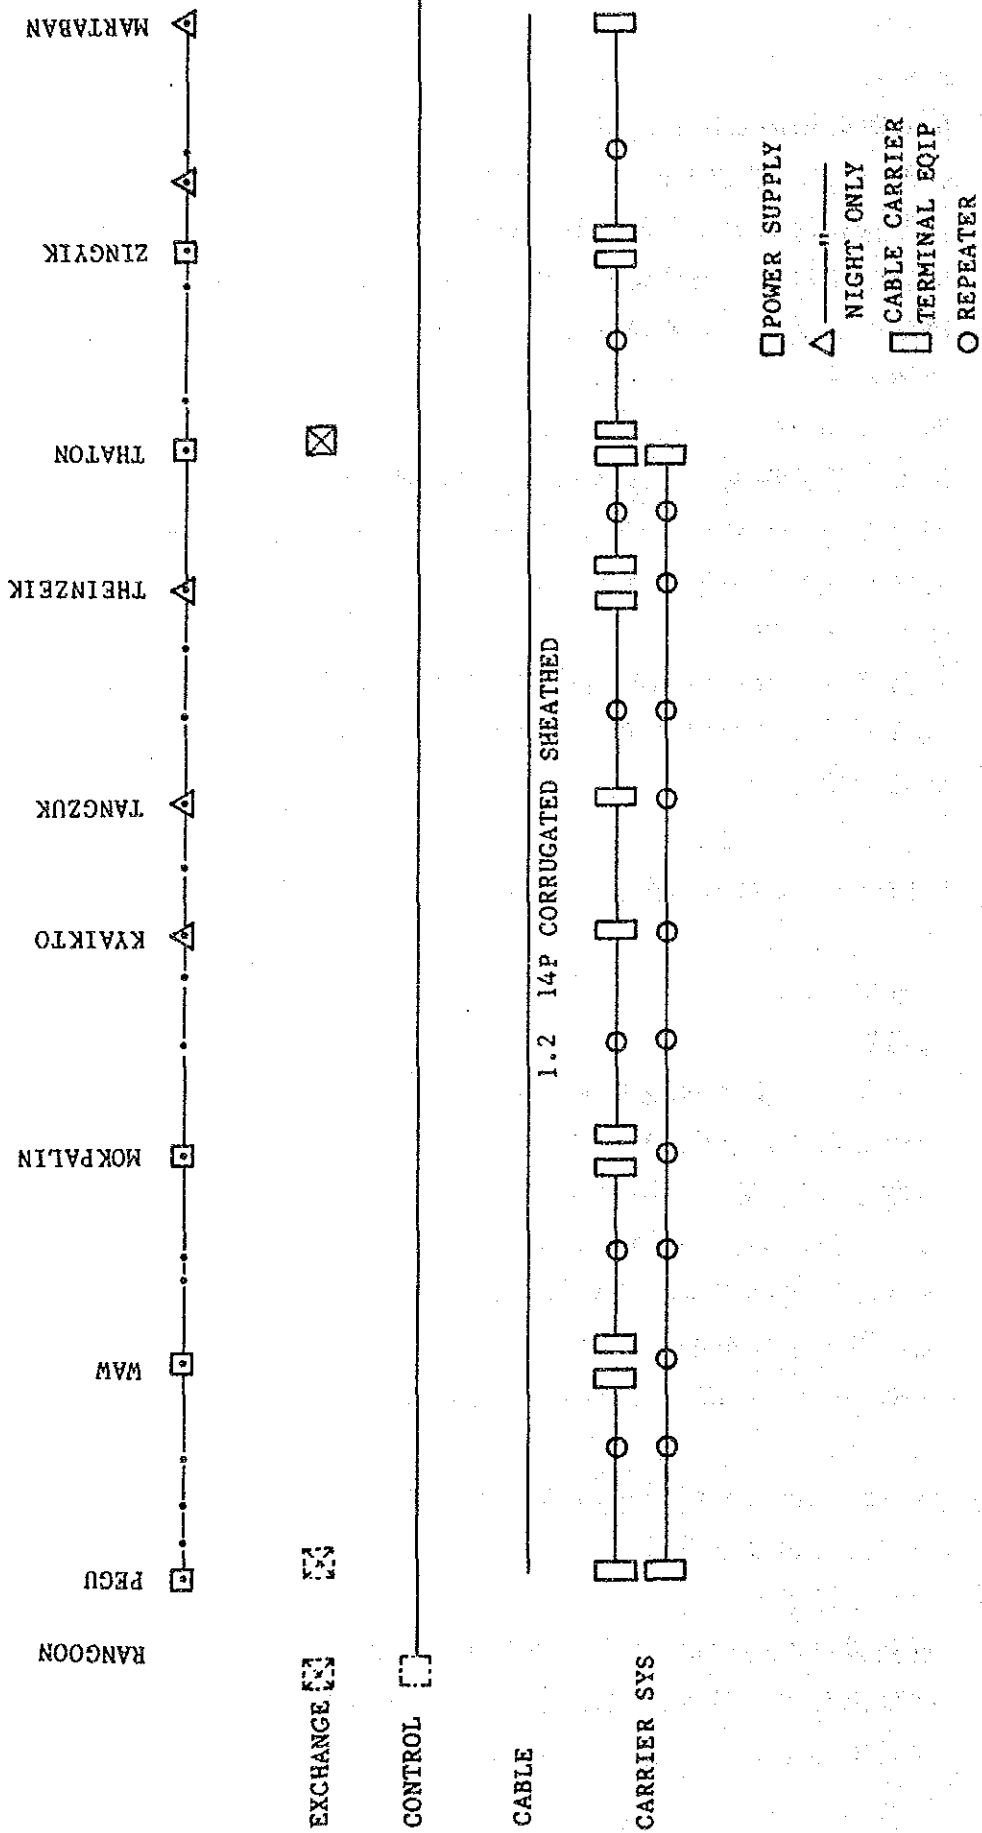 RANGOON
PEGU
WAW
MOKPALIN
KYAIKTO
TANGZUK
THEINZEIK
THATON
ZINGYIK
MARTABAN
EXCHANGE
CONTROL
CABLE
1.2 14P CORRUGATED SHEATHED
CARRIER SYS
POWER SUPPLY
"
NIGHT ONLY
CABLE CARRIER
TERMINAL EQIP
REPEATER